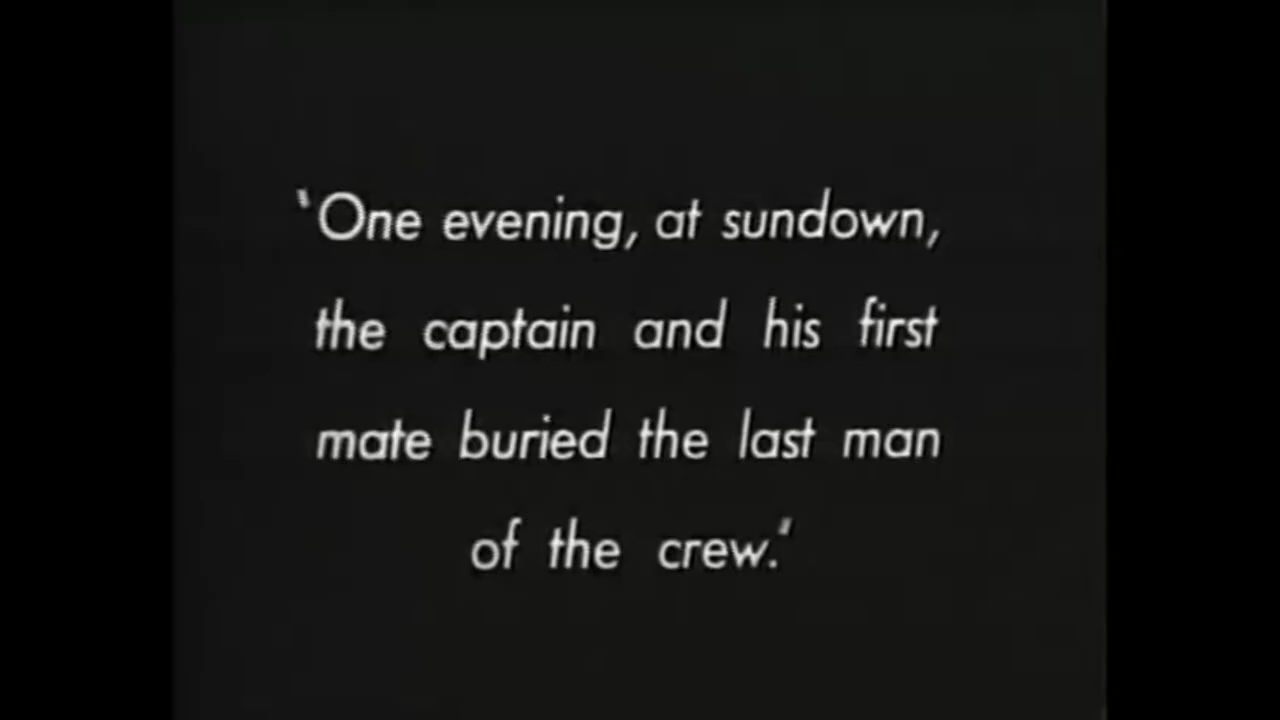 'One evening, at sundown,
the captain and his first
mate buried the last man
of the crew.'